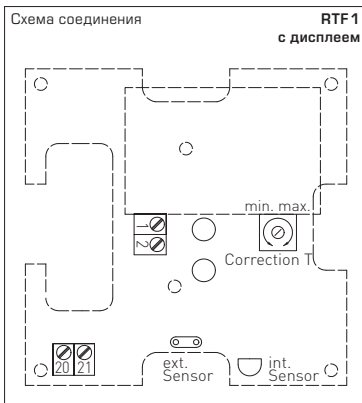 Схема соединения
RTF1
с дисплеем
min. max.
1
2
Correction T
20 21
ext.
Sensor
int.
Sensor